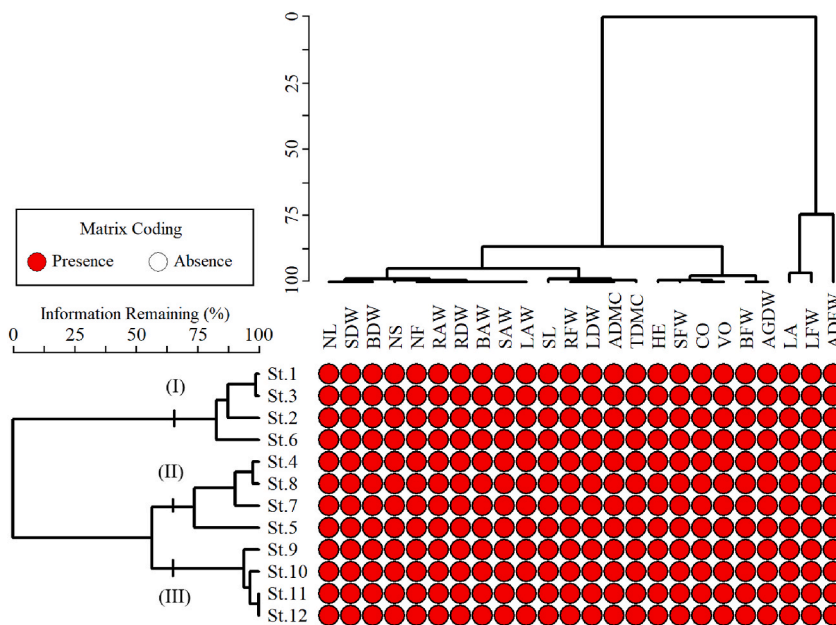 0
25
50
75
100
Matrix Coding
Presence Absence
Information Remaining (%)
0 25 50 75 100
NL SDW BDW NS NF RAW RDW BAW SAW LAW SL RFW LDW ADMC TDMC HE SFW CO VO BFW AGDW LA LFW ADFW
St.1
(I)
St.3
St.2
St.6
St.4
(II)
St.8
St.7
St.5
St.9
St.10
St.11
(III)
St.12